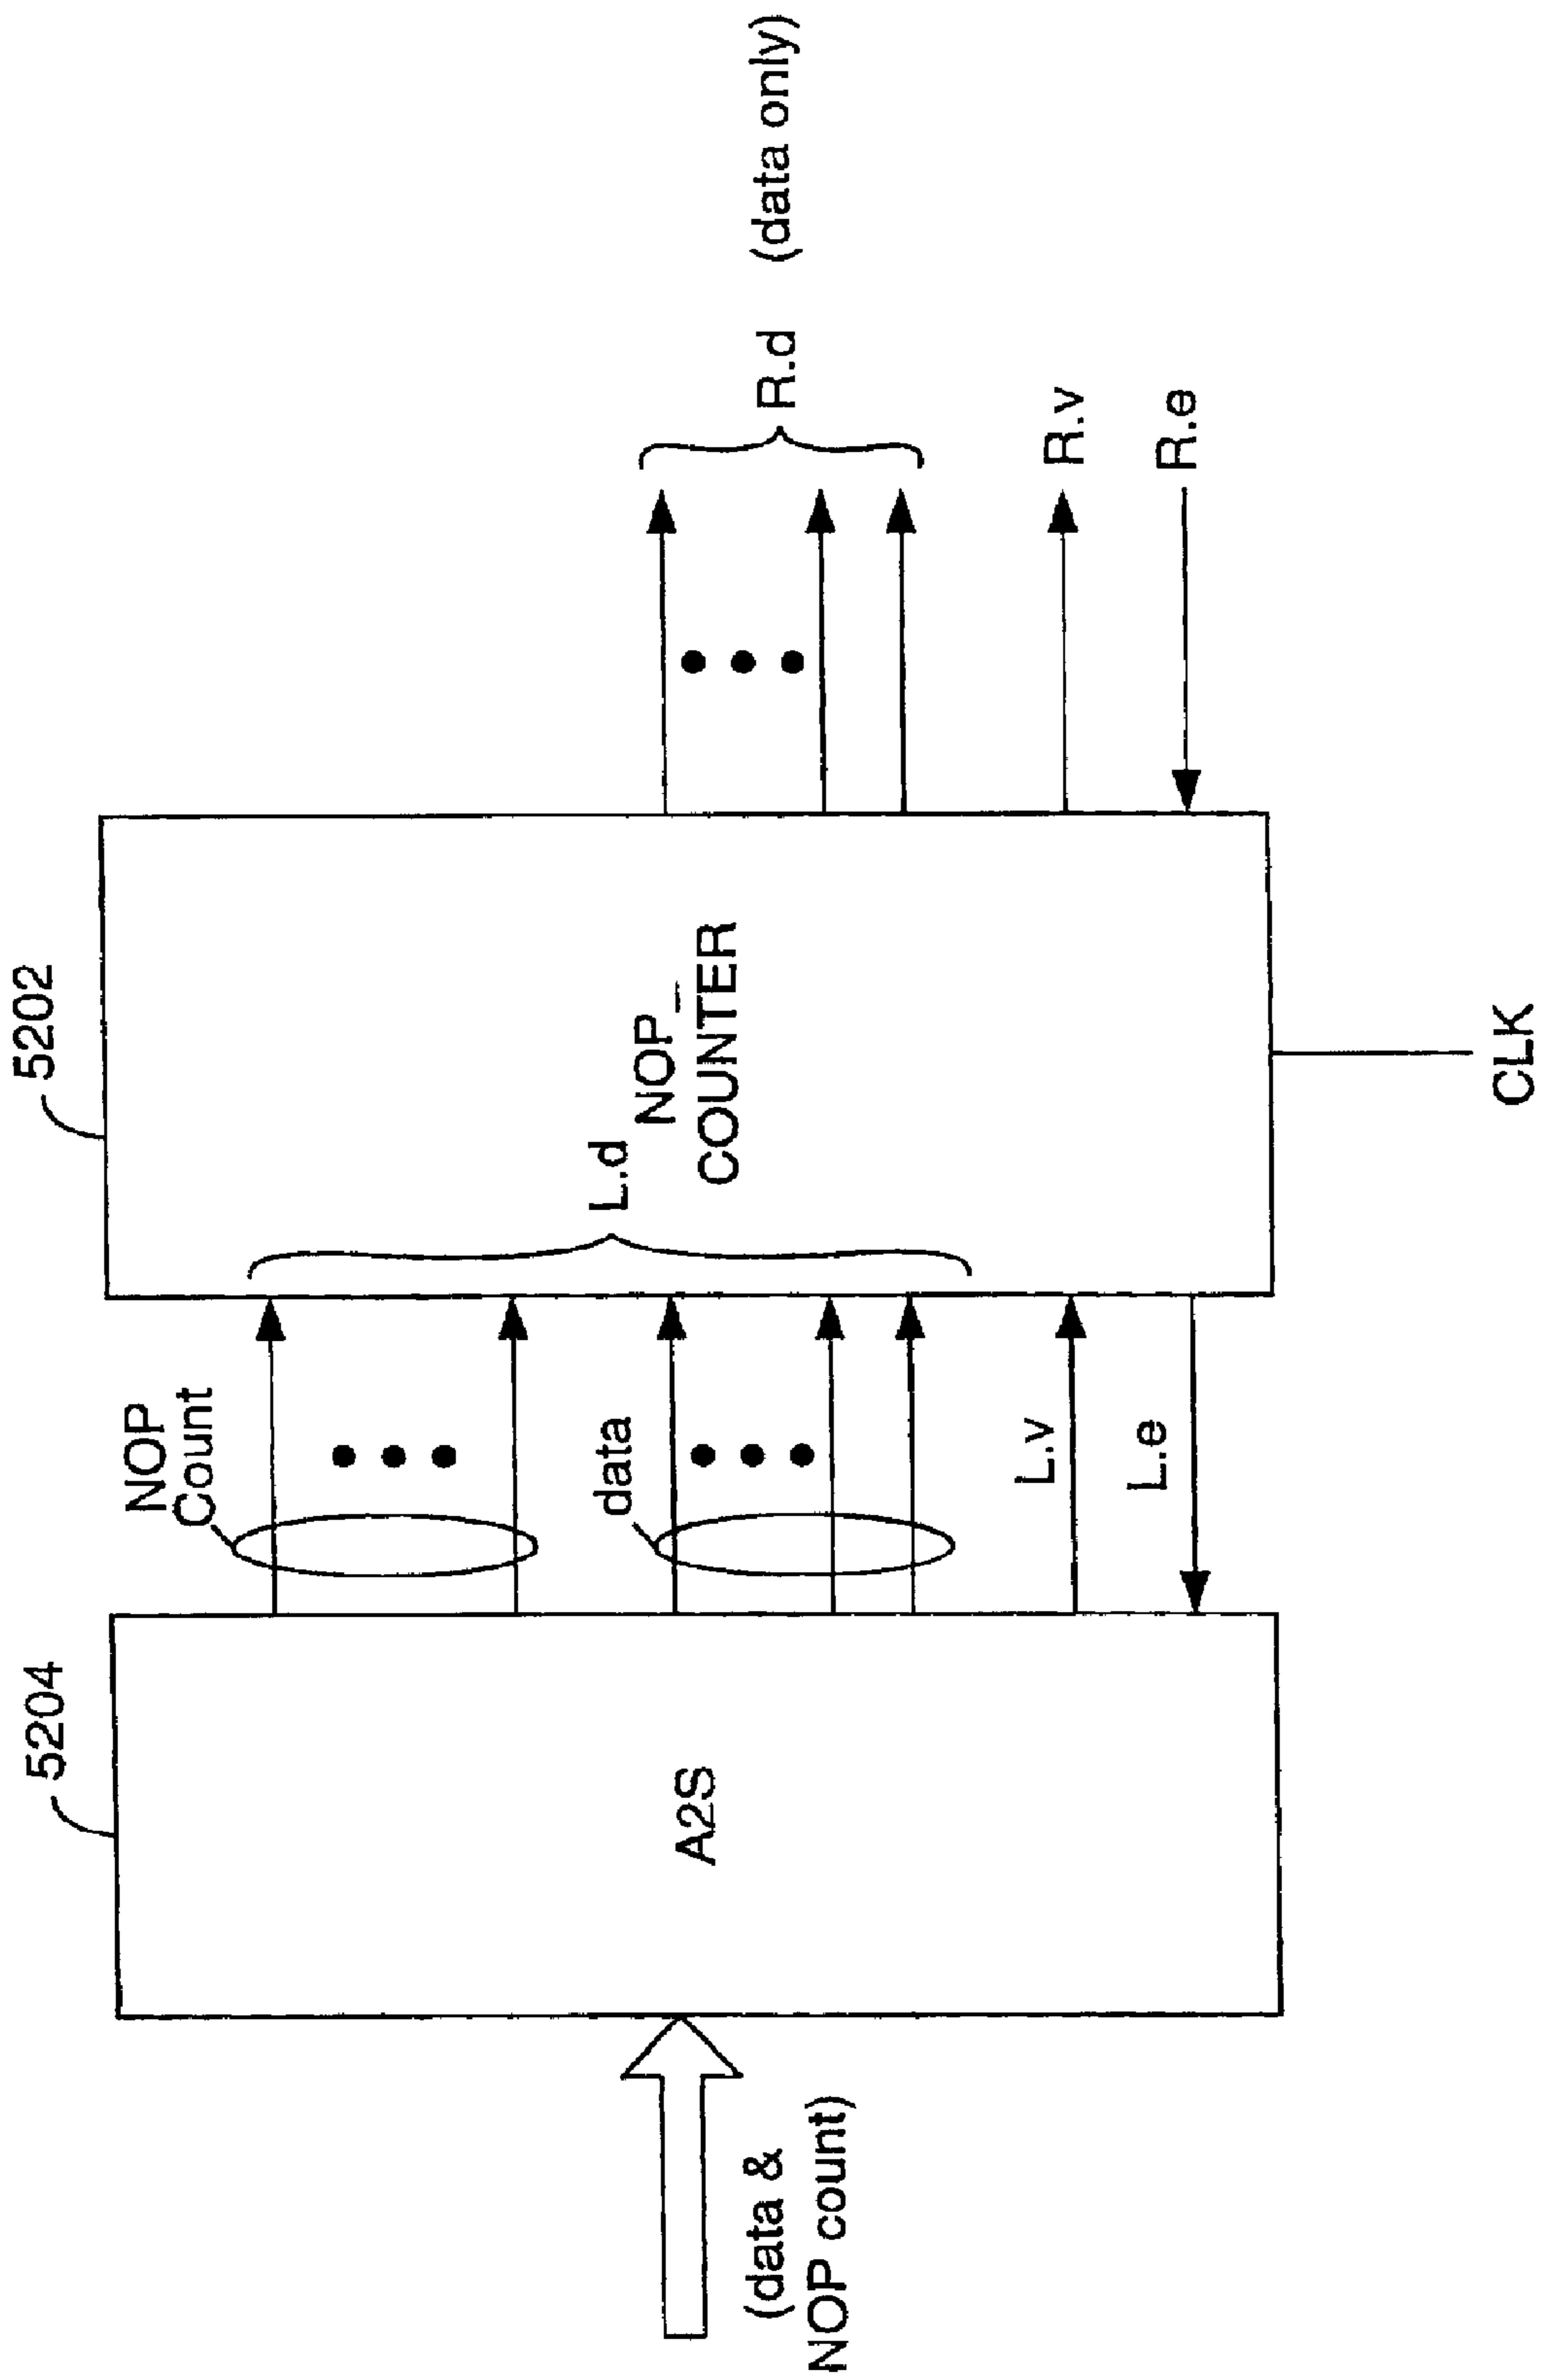 5204
5202
(data &
NOP count)
A2S
NOP
Count
data
L.v
L.e
L.d
NOP_
COUNTER
CLK
R.d (data only)
R.v
R.e